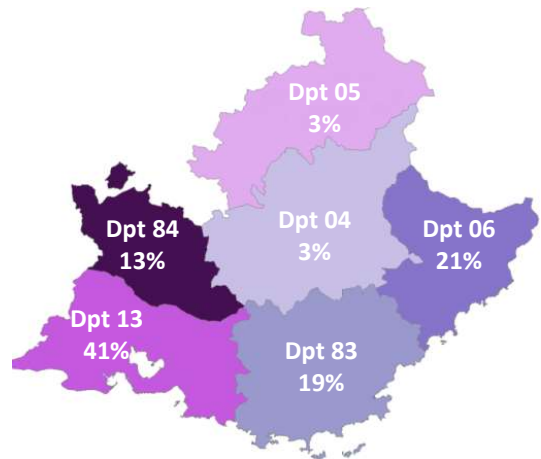 Dpt 05
3%
Dpt 84
13%
Dpt 04
3%
Dpt 06
21%
Dpt 13
41%
Dpt 83
19%